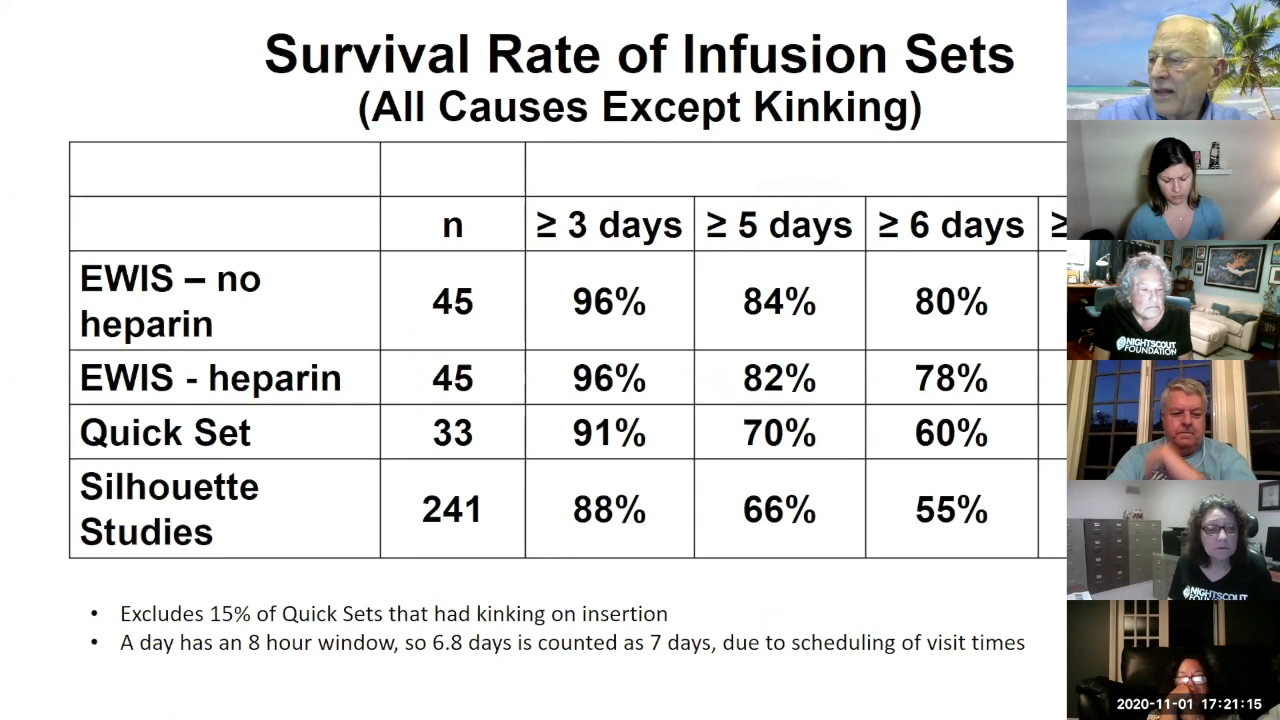 Survival Rate of Infusion Sets
(All Causes Except Kinking)
n ≥ 3 days ≥ 5 days ≥ 6 days ≥
EWIS – no
heparin
45 96% 84% 80%
EWIS - heparin 45 96% 82% 78%
Quick Set 33 91% 70% 60%
Silhouette
Studies
241 88% 66% 55%
• Excludes 15% of Quick Sets that had kinking on insertion
• A day has an 8 hour window, so 6.8 days is counted as 7 days, due to scheduling of visit times
NIGHTSCOUT
FOUNDATION
NIGHTSCOUT
2020-11-01 17:21:15